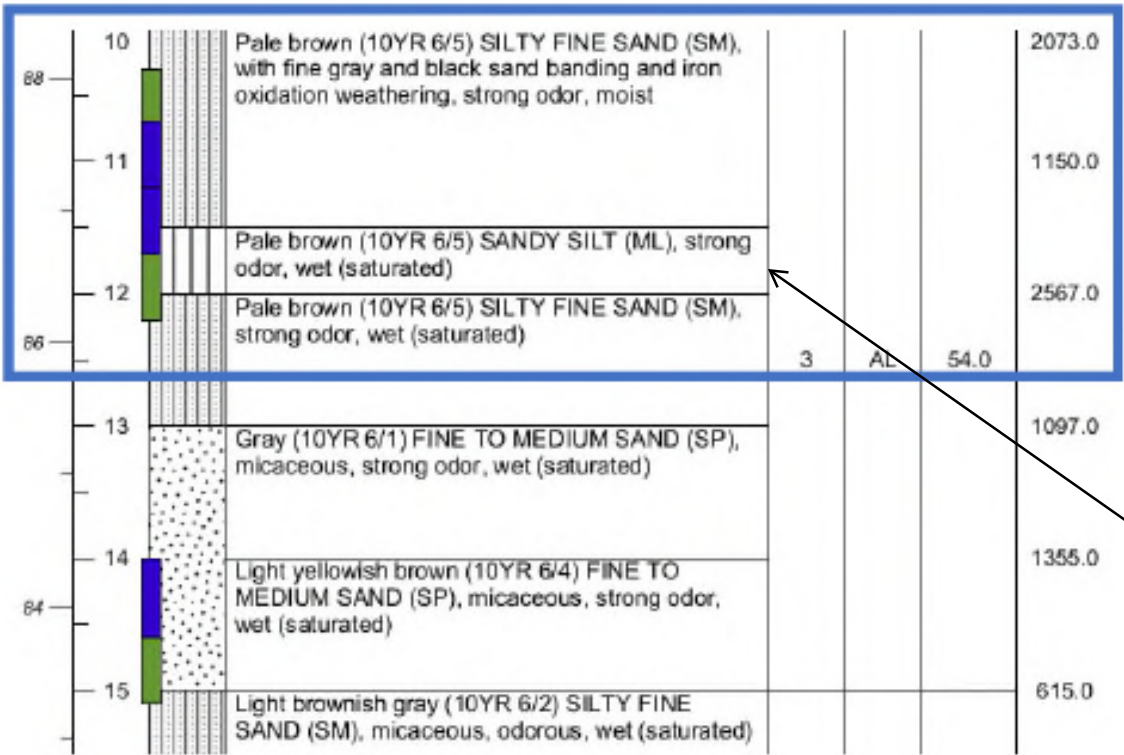 10 Pale brown (10YR 6/5) SILTY FINE SAND (SM), 2073.0
88 with fine gray and black sand banding and iron
oxidation weathering, strong odor, moist
11 1150.0
Pale brown (10YR 6/5) SANDY SILT (ML), strong
odor, wet (saturated)
12 2567.0
Pale brown (10YR 6/5) SILTY FINE SAND (SM),
86 strong odor, wet (saturated)
3 AL 54.0
13 1097.0
Gray (10YR 6/1) FINE TO MEDIUM SAND (SP),
micaceous, strong odor, wet (saturated)
14 1355.0
Light yellowish brown (10YR 6/4) FINE TO
84 MEDIUM SAND (SP), micaceous, strong odor,
wet (saturated)
15 615.0
Light brownish gray (10YR 6/2) SILTY FINE
SAND (SM), micaceous, odorous, wet (saturated)